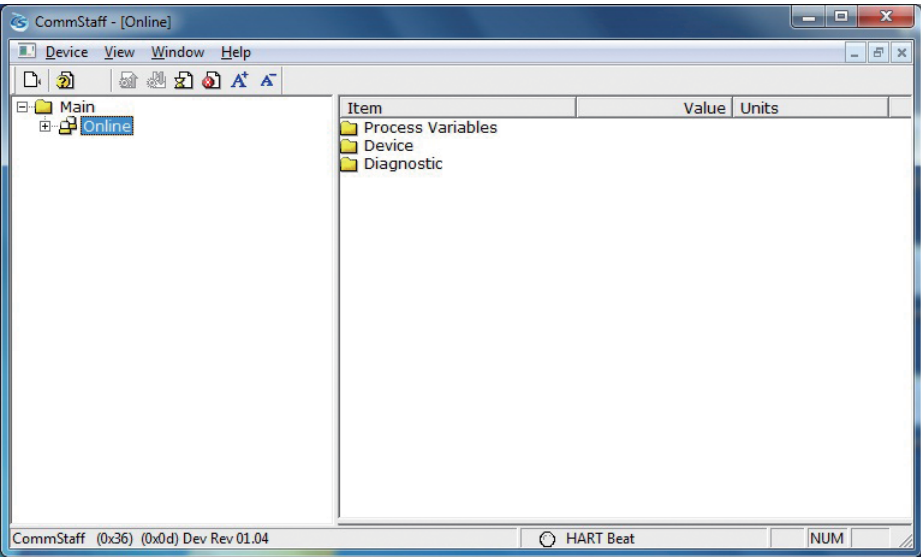 CommStaff - [Online]
Device View Window Help
A+ A-
Main
Online
Item Value Units
Process Variables
Device
Diagnostic
CommStaff (0x36) (0x0d) Dev Rev 01.04
HART Beat
NUM